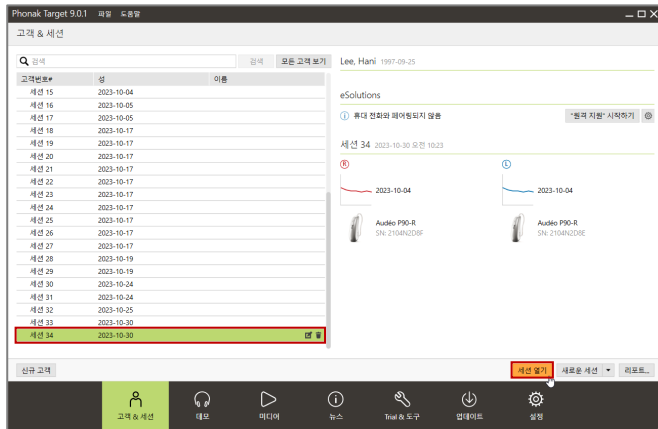 Phonak Target 9.0.1 파일 도움말
고객 & 세션
검색 검색 모든 고객 보기
고객번호# 성 이름
세션 15 2023-10-04
세션 16 2023-10-05
세션 17 2023-10-05
세션 18 2023-10-17
세션 19 2023-10-17
세션 20 2023-10-17
세션 21 2023-10-17
세션 22 2023-10-17
세션 23 2023-10-17
세션 24 2023-10-17
세션 25 2023-10-17
세션 26 2023-10-17
세션 27 2023-10-17
세션 28 2023-10-19
세션 29 2023-10-19
세션 30 2023-10-24
세션 31 2023-10-24
세션 32 2023-10-25
세션 33 2023-10-30
세션 34 2023-10-30
Lee, Hani 1997-09-25
eSolutions
휴대 전화와 페어링되지 않음 "원격 지원" 시작하기
세션 34 2023-10-30 오전 10:23
R L
2023-10-04 2023-10-04
Audéo P90-R Audéo P90-R
SN: 2104N2D8F SN: 2104N2D8E
신규 고객 세션 열기 새로운 세션 리포트...
고객 & 세션 데모 미디어 뉴스 Trial & 도구 업데이트 설정